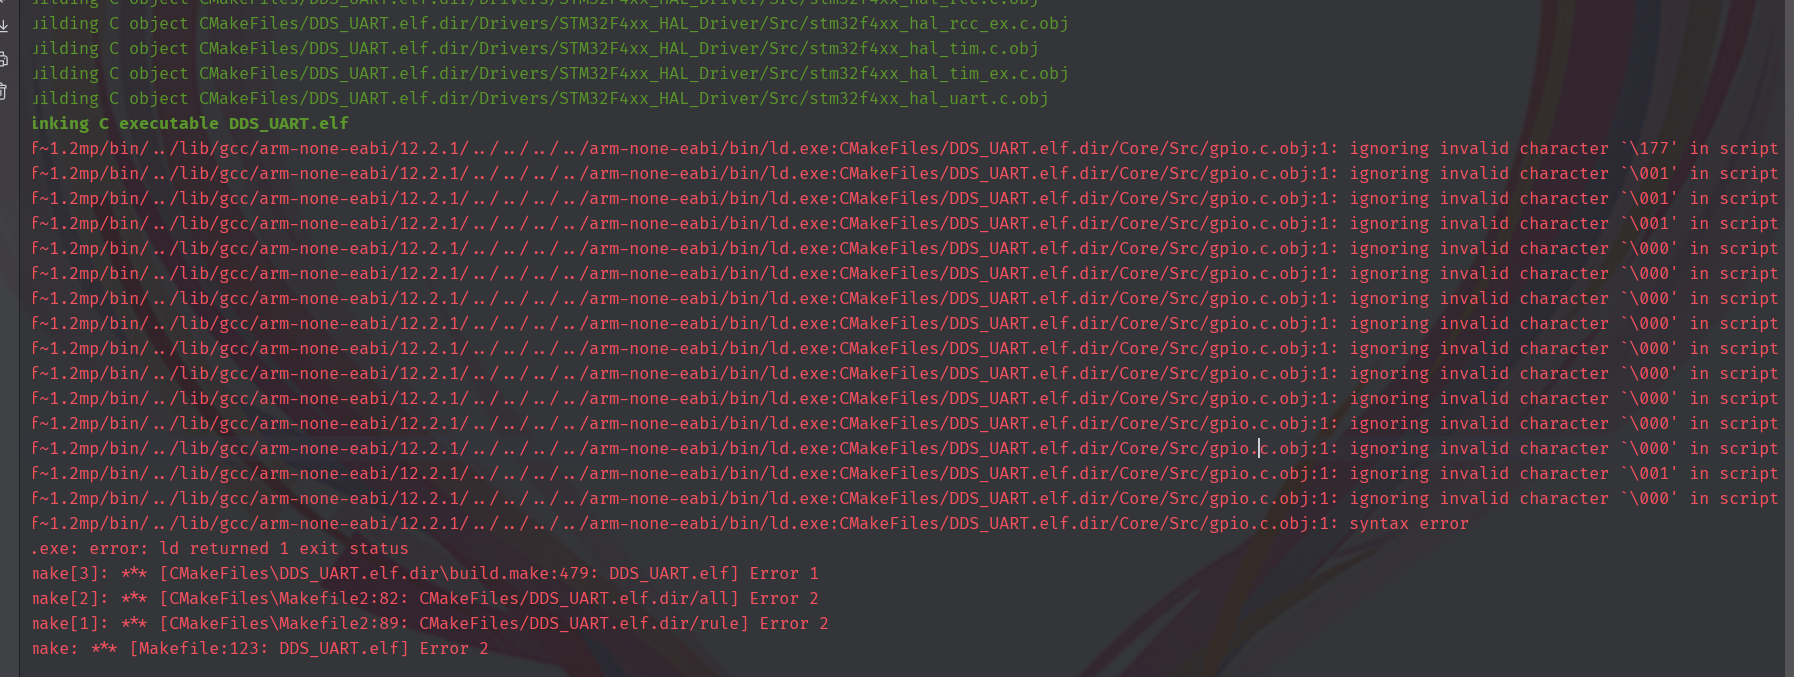 uilding C object CMakeFiles/DDS_UART.elf.dir/Drivers/STM32F4xx_HAL_Driver/Src/stm32f4xx_hal_rcc.c.obj
uilding C object CMakeFiles/DDS_UART.elf.dir/Drivers/STM32F4xx_HAL_Driver/Src/stm32f4xx_hal_rcc_ex.c.obj
uilding C object CMakeFiles/DDS_UART.elf.dir/Drivers/STM32F4xx_HAL_Driver/Src/stm32f4xx_hal_tim.c.obj
uilding C object CMakeFiles/DDS_UART.elf.dir/Drivers/STM32F4xx_HAL_Driver/Src/stm32f4xx_hal_tim_ex.c.obj
uilding C object CMakeFiles/DDS_UART.elf.dir/Drivers/STM32F4xx_HAL_Driver/Src/stm32f4xx_hal_uart.c.obj
inking C executable DDS_UART.elf
f~1.2mp/bin/../lib/gcc/arm-none-eabi/12.2.1/../../../../arm-none-eabi/bin/ld.exe:CMakeFiles/DDS_UART.elf.dir/Core/Src/gpio.c.obj:1: ignoring invalid character `\177' in script
f~1.2mp/bin/../lib/gcc/arm-none-eabi/12.2.1/../../../../arm-none-eabi/bin/ld.exe:CMakeFiles/DDS_UART.elf.dir/Core/Src/gpio.c.obj:1: ignoring invalid character `\001' in script
f~1.2mp/bin/../lib/gcc/arm-none-eabi/12.2.1/../../../../arm-none-eabi/bin/ld.exe:CMakeFiles/DDS_UART.elf.dir/Core/Src/gpio.c.obj:1: ignoring invalid character `\001' in script
f~1.2mp/bin/../lib/gcc/arm-none-eabi/12.2.1/../../../../arm-none-eabi/bin/ld.exe:CMakeFiles/DDS_UART.elf.dir/Core/Src/gpio.c.obj:1: ignoring invalid character `\001' in script
f~1.2mp/bin/../lib/gcc/arm-none-eabi/12.2.1/../../../../arm-none-eabi/bin/ld.exe:CMakeFiles/DDS_UART.elf.dir/Core/Src/gpio.c.obj:1: ignoring invalid character `\000' in script
f~1.2mp/bin/../lib/gcc/arm-none-eabi/12.2.1/../../../../arm-none-eabi/bin/ld.exe:CMakeFiles/DDS_UART.elf.dir/Core/Src/gpio.c.obj:1: ignoring invalid character `\000' in script
f~1.2mp/bin/../lib/gcc/arm-none-eabi/12.2.1/../../../../arm-none-eabi/bin/ld.exe:CMakeFiles/DDS_UART.elf.dir/Core/Src/gpio.c.obj:1: ignoring invalid character `\000' in script
f~1.2mp/bin/../lib/gcc/arm-none-eabi/12.2.1/../../../../arm-none-eabi/bin/ld.exe:CMakeFiles/DDS_UART.elf.dir/Core/Src/gpio.c.obj:1: ignoring invalid character `\000' in script
f~1.2mp/bin/../lib/gcc/arm-none-eabi/12.2.1/../../../../arm-none-eabi/bin/ld.exe:CMakeFiles/DDS_UART.elf.dir/Core/Src/gpio.c.obj:1: ignoring invalid character `\000' in script
f~1.2mp/bin/../lib/gcc/arm-none-eabi/12.2.1/../../../../arm-none-eabi/bin/ld.exe:CMakeFiles/DDS_UART.elf.dir/Core/Src/gpio.c.obj:1: ignoring invalid character `\000' in script
f~1.2mp/bin/../lib/gcc/arm-none-eabi/12.2.1/../../../../arm-none-eabi/bin/ld.exe:CMakeFiles/DDS_UART.elf.dir/Core/Src/gpio.c.obj:1: ignoring invalid character `\000' in script
f~1.2mp/bin/../lib/gcc/arm-none-eabi/12.2.1/../../../../arm-none-eabi/bin/ld.exe:CMakeFiles/DDS_UART.elf.dir/Core/Src/gpio.c.obj:1: ignoring invalid character `\000' in script
f~1.2mp/bin/../lib/gcc/arm-none-eabi/12.2.1/../../../../arm-none-eabi/bin/ld.exe:CMakeFiles/DDS_UART.elf.dir/Core/Src/gpio.c.obj:1: ignoring invalid character `\000' in script
f~1.2mp/bin/../lib/gcc/arm-none-eabi/12.2.1/../../../../arm-none-eabi/bin/ld.exe:CMakeFiles/DDS_UART.elf.dir/Core/Src/gpio.c.obj:1: ignoring invalid character `\001' in script
f~1.2mp/bin/../lib/gcc/arm-none-eabi/12.2.1/../../../../arm-none-eabi/bin/ld.exe:CMakeFiles/DDS_UART.elf.dir/Core/Src/gpio.c.obj:1: ignoring invalid character `\000' in script
f~1.2mp/bin/../lib/gcc/arm-none-eabi/12.2.1/../../../../arm-none-eabi/bin/ld.exe:CMakeFiles/DDS_UART.elf.dir/Core/Src/gpio.c.obj:1: syntax error
.exe: error: ld returned 1 exit status
make[3]: *** [CMakeFiles\DDS_UART.elf.dir\build.make:479: DDS_UART.elf] Error 1
make[2]: *** [CMakeFiles\Makefile2:82: CMakeFiles/DDS_UART.elf.dir/all] Error 2
make[1]: *** [CMakeFiles\Makefile2:89: CMakeFiles/DDS_UART.elf.dir/rule] Error 2
make: *** [Makefile:123: DDS_UART.elf] Error 2